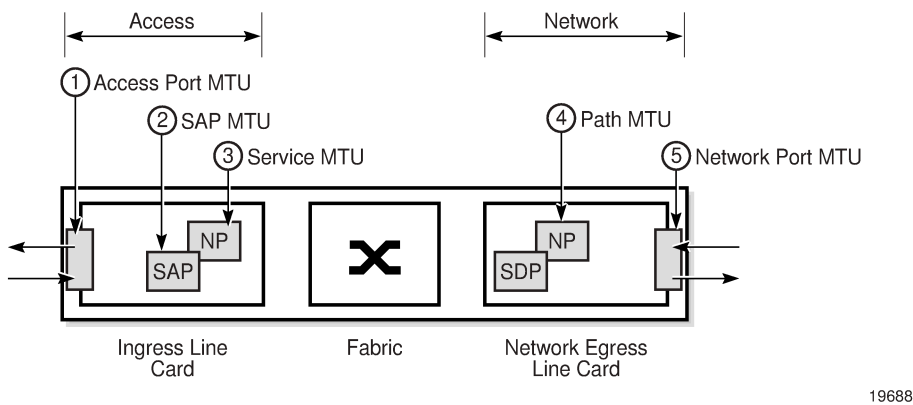 Access
Network
1 Access Port MTU
2 SAP MTU
4 Path MTU
3 Service MTU
5 Network Port MTU
NP
NP
SAP
SDP
Ingress Line
Card
Fabric
Network Egress
Line Card
19688